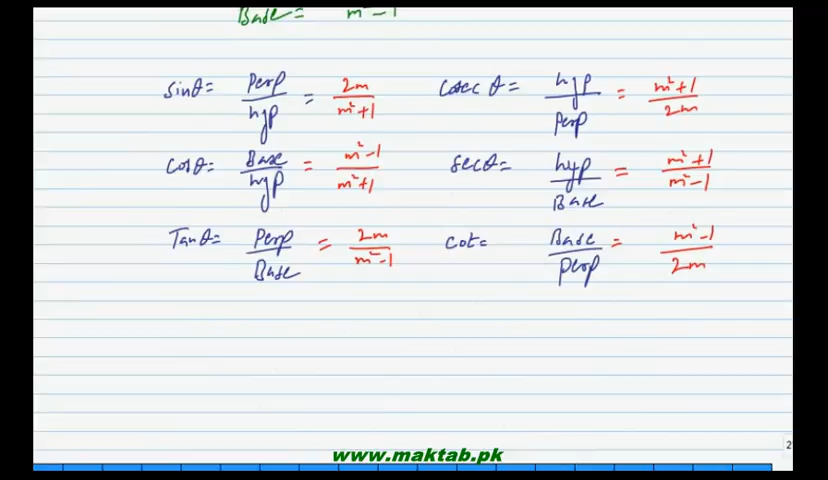 Base = m²-1
sinθ = Perp/hyp = 2m/m²+1 cosec θ = hyp/Perp = m²+1/2m
cosθ = Base/hyp = m²-1/m²+1 secθ = hyp/Base = m²+1/m²-1
Tanθ = Perp/Base = 2m/m²-1 cot= Base/perp = m²-1/2m
2
www.maktab.pk